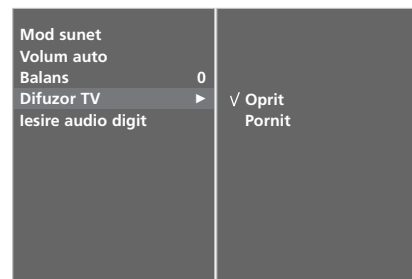 Mod sunet
Volum auto
Balans 0
Difuzor TV ►
Iesire audio digit
√ Oprit
Pornit